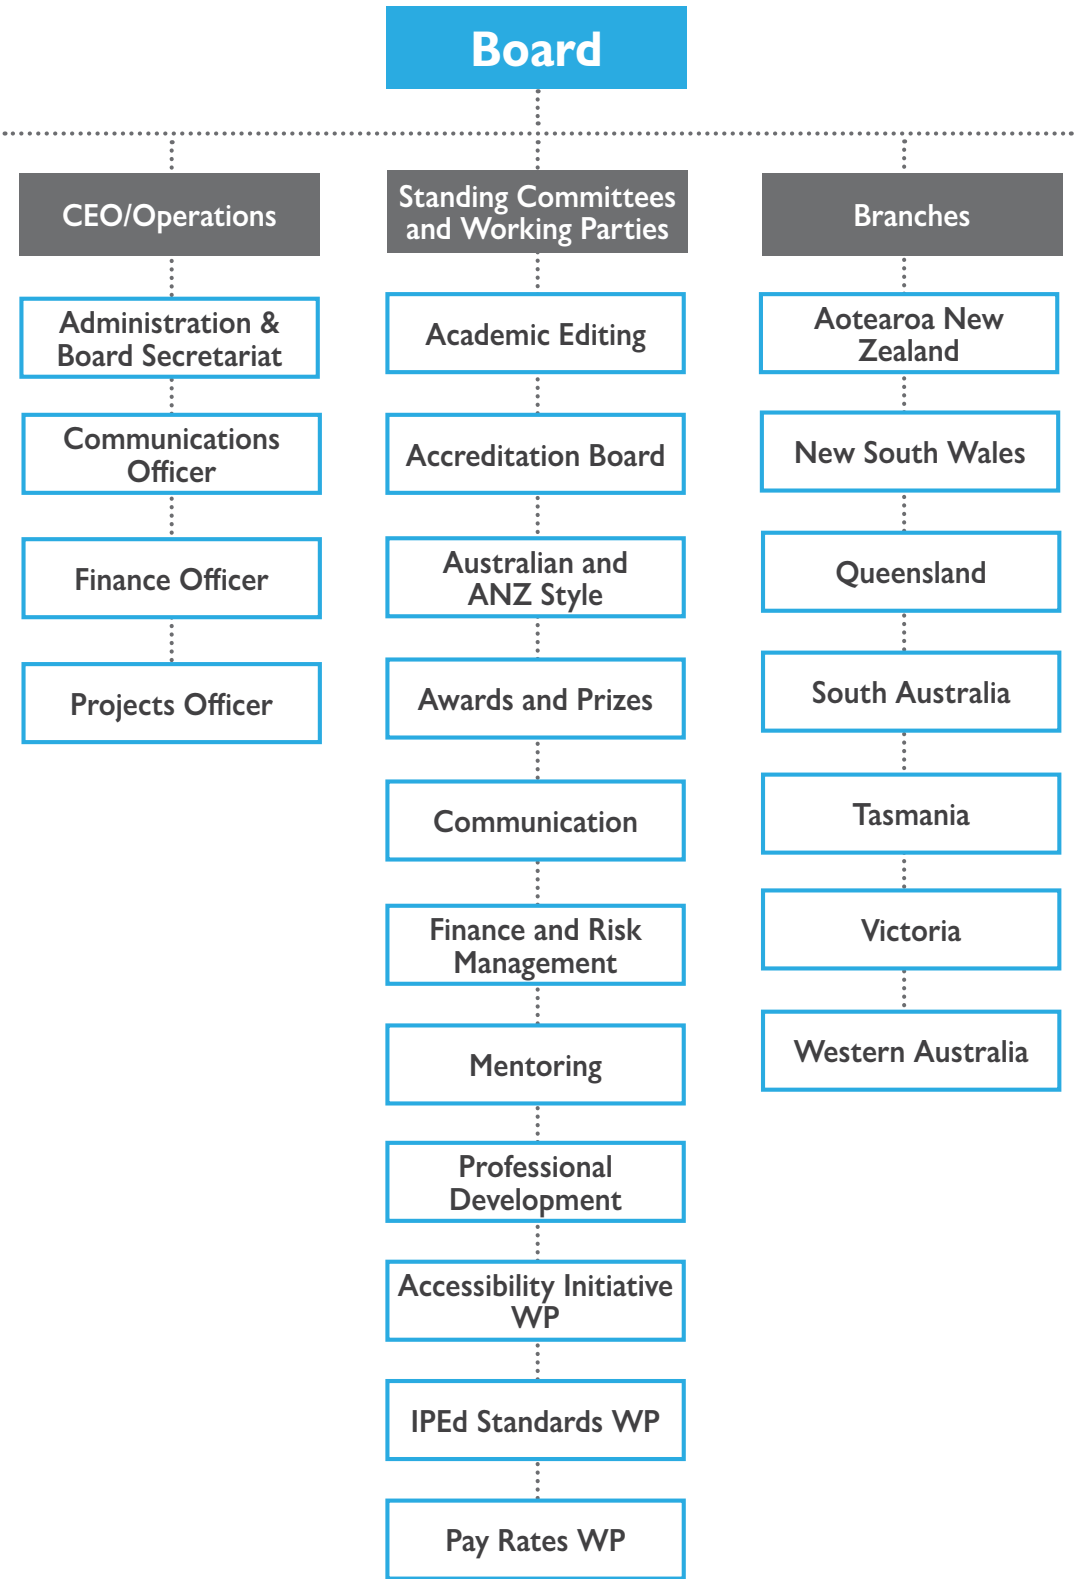 Board
CEO/Operations
Administration &
Board Secretariat
Communications
Officer
Finance Officer
Projects Officer
Standing Committees
and Working Parties
Academic Editing
Accreditation Board
Australian and
ANZ Style
Awards and Prizes
Communication
Finance and Risk
Management
Mentoring
Professional
Development
Accessibility Initiative
WP
IPEd Standards WP
Pay Rates WP
Branches
Aotearoa New
Zealand
New South Wales
Queensland
South Australia
Tasmania
Victoria
Western Australia